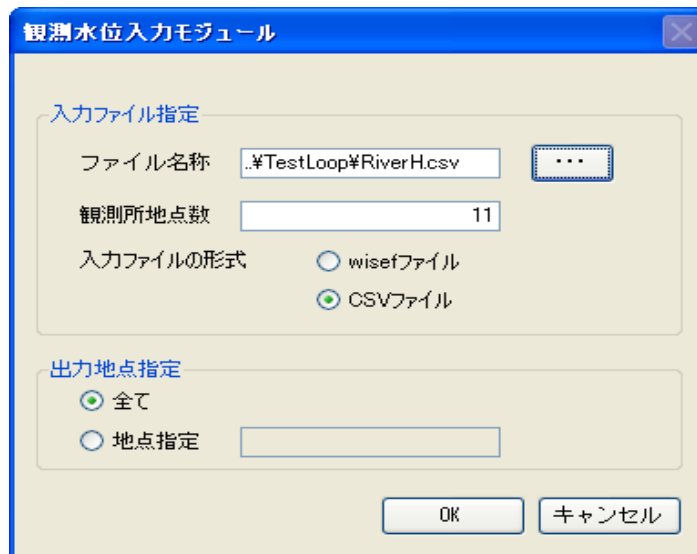 観測水位入力モジュール
入力ファイル指定
ファイル名称 ..¥TestLoop¥RiverH.csv ...
観測所地点数 11
入力ファイルの形式 wisefファイル
CSVファイル
出力地点指定
全て
地点指定
OK キャンセル